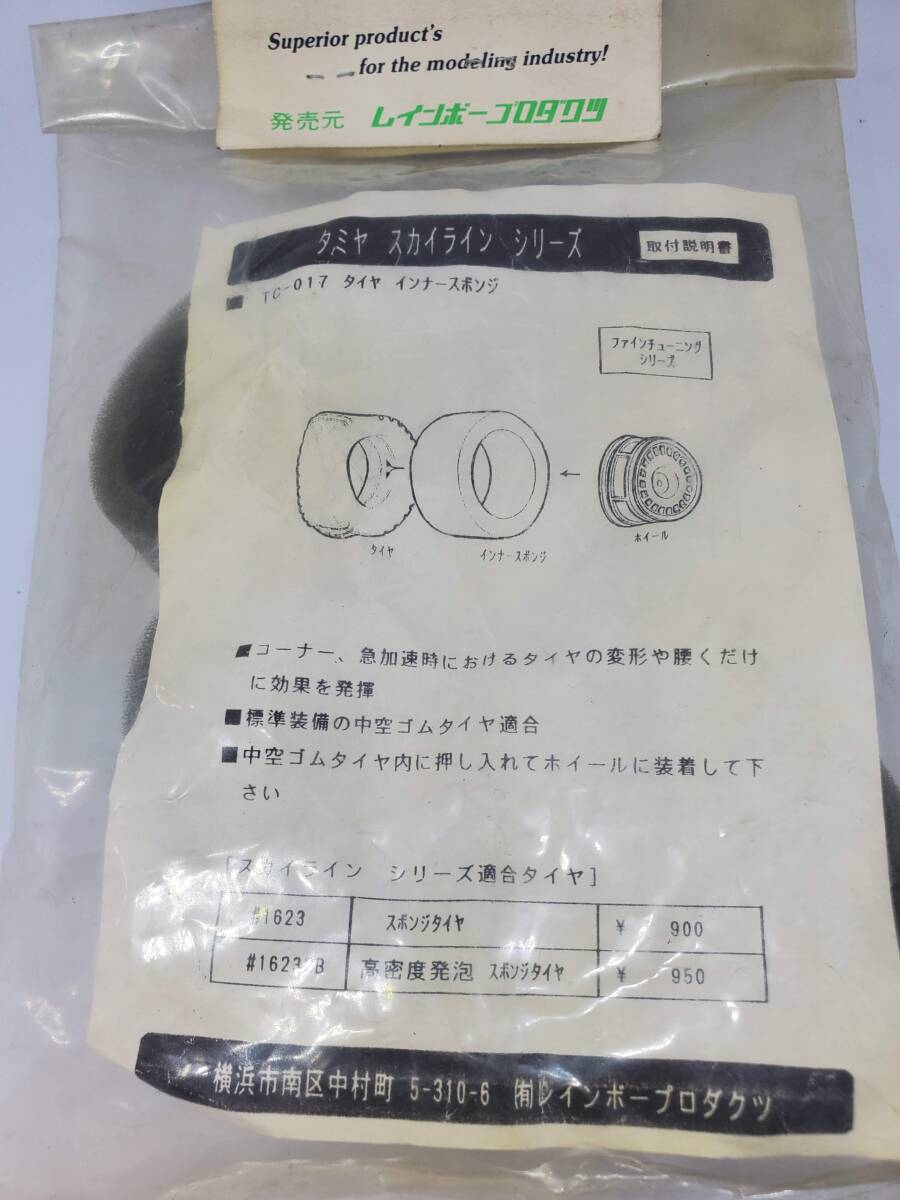 Superior product's
for the modeling industry!
発売元 レインボープロダクツ
タミヤ スカイライン シリーズ 取付説明書
■ TC-017 タイヤ インナースポンジ
ファインチューニング
シリーズ
タイヤ
インナースポンジ
ホイール
■コーナー、急加速時におけるタイヤの変形や腰くだけ
に効果を発揮
■標準装備の中空ゴムタイヤ適合
■中空ゴムタイヤ内に押し入れてホイールに装着して下
さい
[スカイライン シリーズ適合タイヤ]
#1623 スポンジタイヤ ¥ 900
#1623 B 高密度発泡 スポンジタイヤ ¥ 950
横浜市南区中村町 5-310-6 ㈲レインボープロダクツ